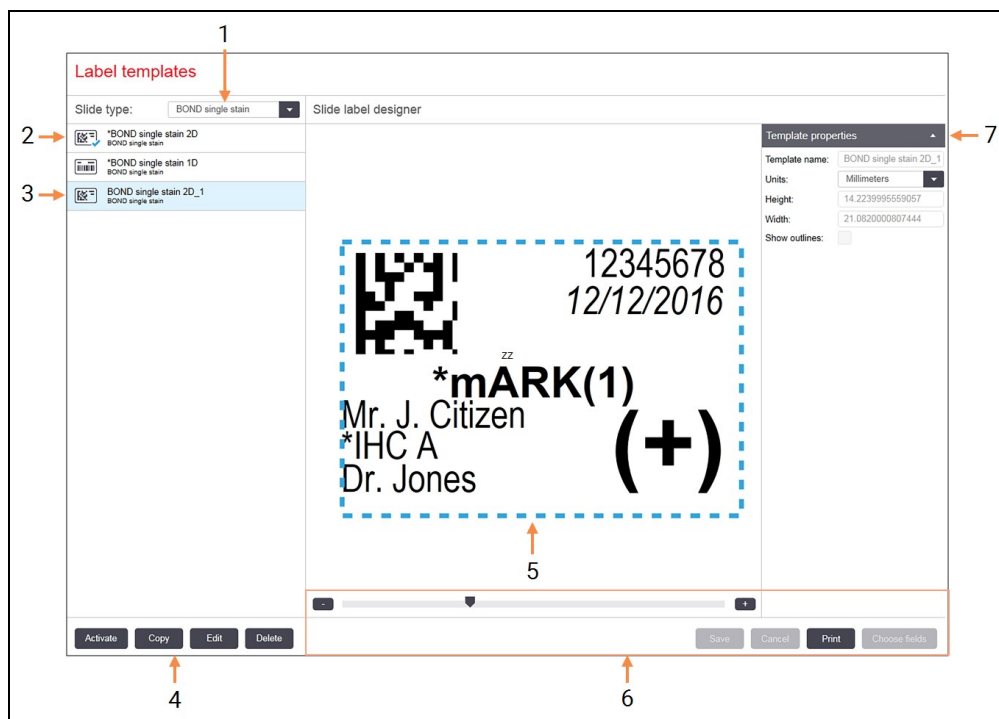 1
Label templates
Slide type: BOND single stain
Slide label designer
2
*BOND single stain 2D
BOND single stain
*BOND single stain 1D
BOND single stain
3
BOND single stain 2D_1
BOND single stain
Template properties
7
Template name: BOND single stain 2D_1
Units: Millimeters
Height: 14.2239995559057
Width: 21.0820000807444
Show outlines:
12345678
12/12/2016
zz
*mARK(1)
Mr. J. Citizen
*IHC A
(+)
Dr. Jones
5
- +
Activate Copy Edit Delete
Save Cancel Print Choose fields
4
6